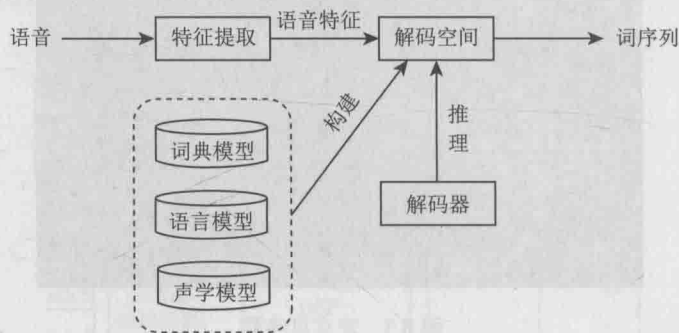 语音
特征提取
语音特征
解码空间
词序列
构建
推理
词典模型
语言模型
声学模型
解码器